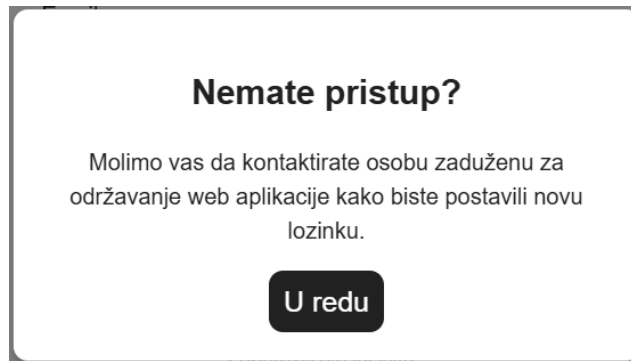 Nemate pristup?
Molimo vas da kontaktirate osobu zaduženu za
održavanje web aplikacije kako biste postavili novu
lozinku.
U redu